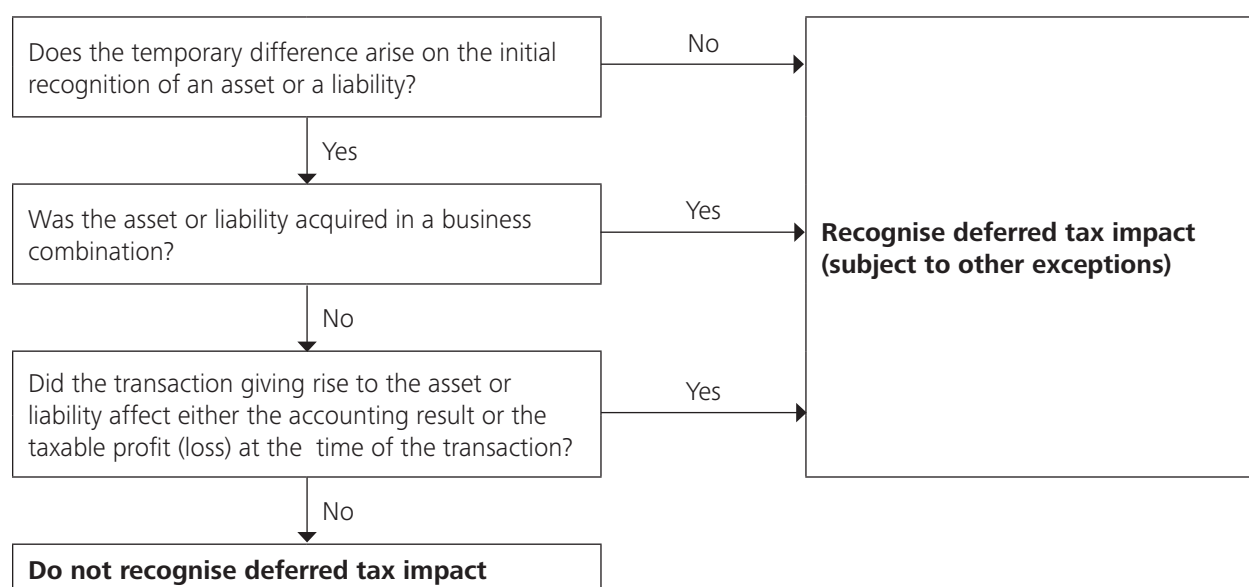 Does the temporary difference arise on the initial
recognition of an asset or a liability?
No
Yes
Was the asset or liability acquired in a business
combination?
Yes
Recognise deferred tax impact
(subject to other exceptions)
No
Did the transaction giving rise to the asset or
liability affect either the accounting result or the
taxable profit (loss) at the time of the transaction?
Yes
No
Do not recognise deferred tax impact